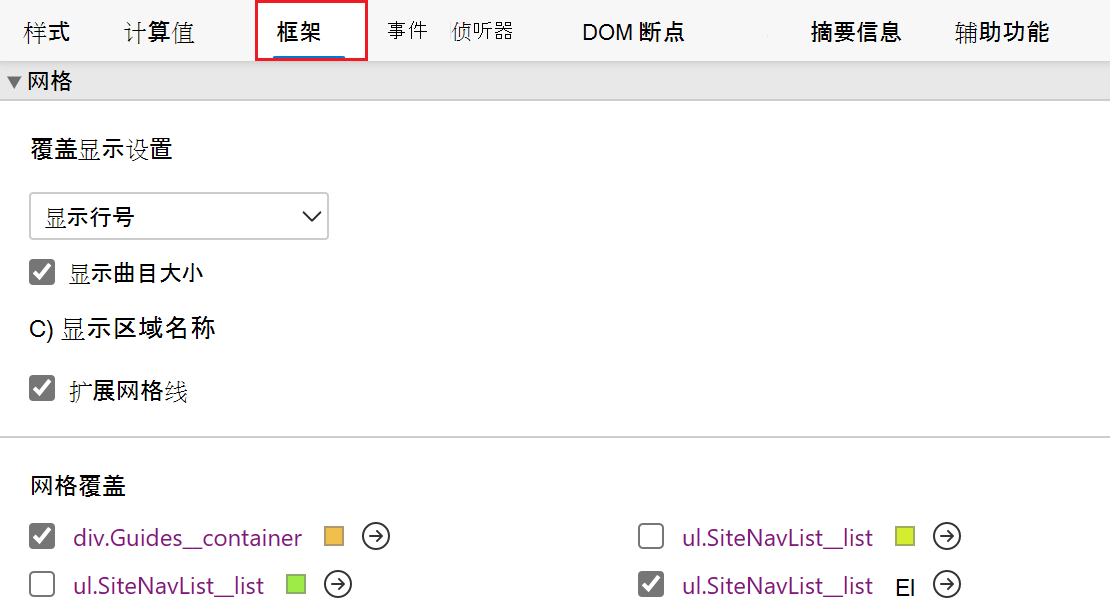 样式 计算值 框架 事件 侦听器 DOM 断点 摘要信息 辅助功能
网格
覆盖显示设置
显示行号
显示曲目大小
C) 显示区域名称
扩展网格线
网格覆盖
div.Guides__container ul.SiteNavList__list
ul.SiteNavList__list ul.SiteNavList__list El